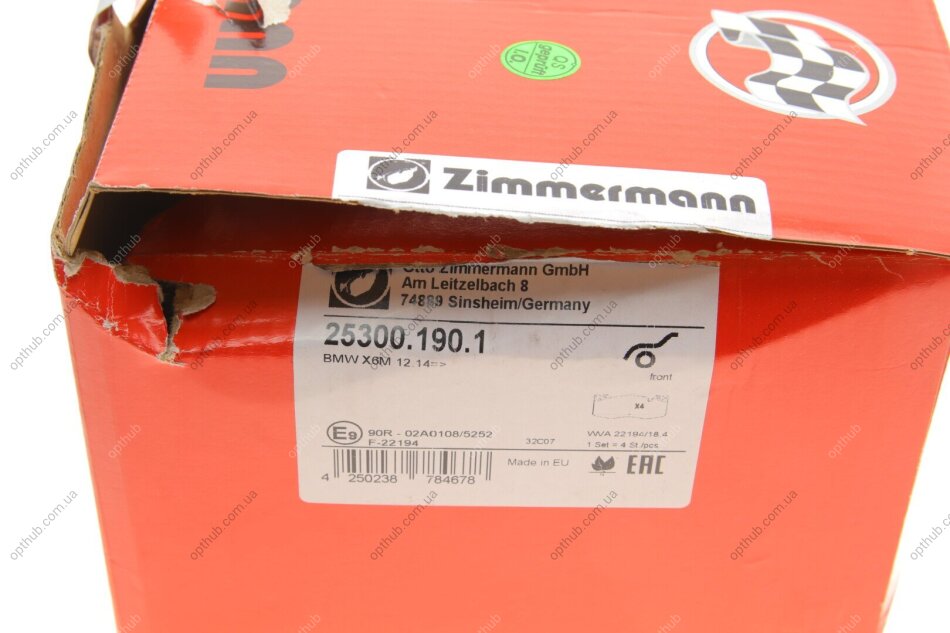 QS
geprüft
I.O.
Zimmermann
Otto Zimmermann GmbH
Am Leitzelbach 8
74889 Sinsheim/Germany
25300.190.1
BMW X6M 12.14=>
front
X4
E9
90R - 02A0108/5252
F-22194
32C07
WVA 22194/18,4
1 Set = 4 St./pcs.
Made in EU
EAC
4 250238 784678
opthub.com.ua
opthub